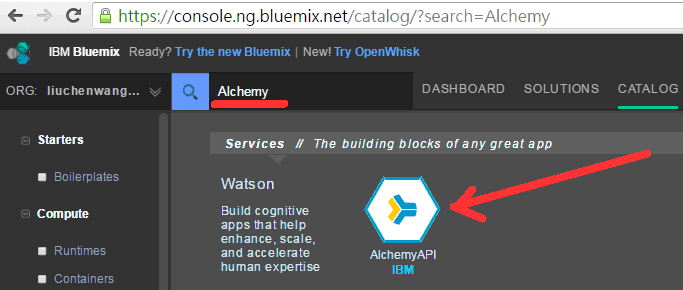 https://console.ng.bluemix.net/catalog/?search=Alchemy
IBM Bluemix Ready? Try the new Bluemix | New! Try OpenWhisk
ORG: liuchenwang... Alchemy DASHBOARD SOLUTIONS CATALOG
Starters
Boilerplates
Compute
Runtimes
Containers
Services // The building blocks of any great app
Watson
Build cognitive
apps that help
enhance, scale,
and accelerate
human expertise
AlchemyAPI
IBM